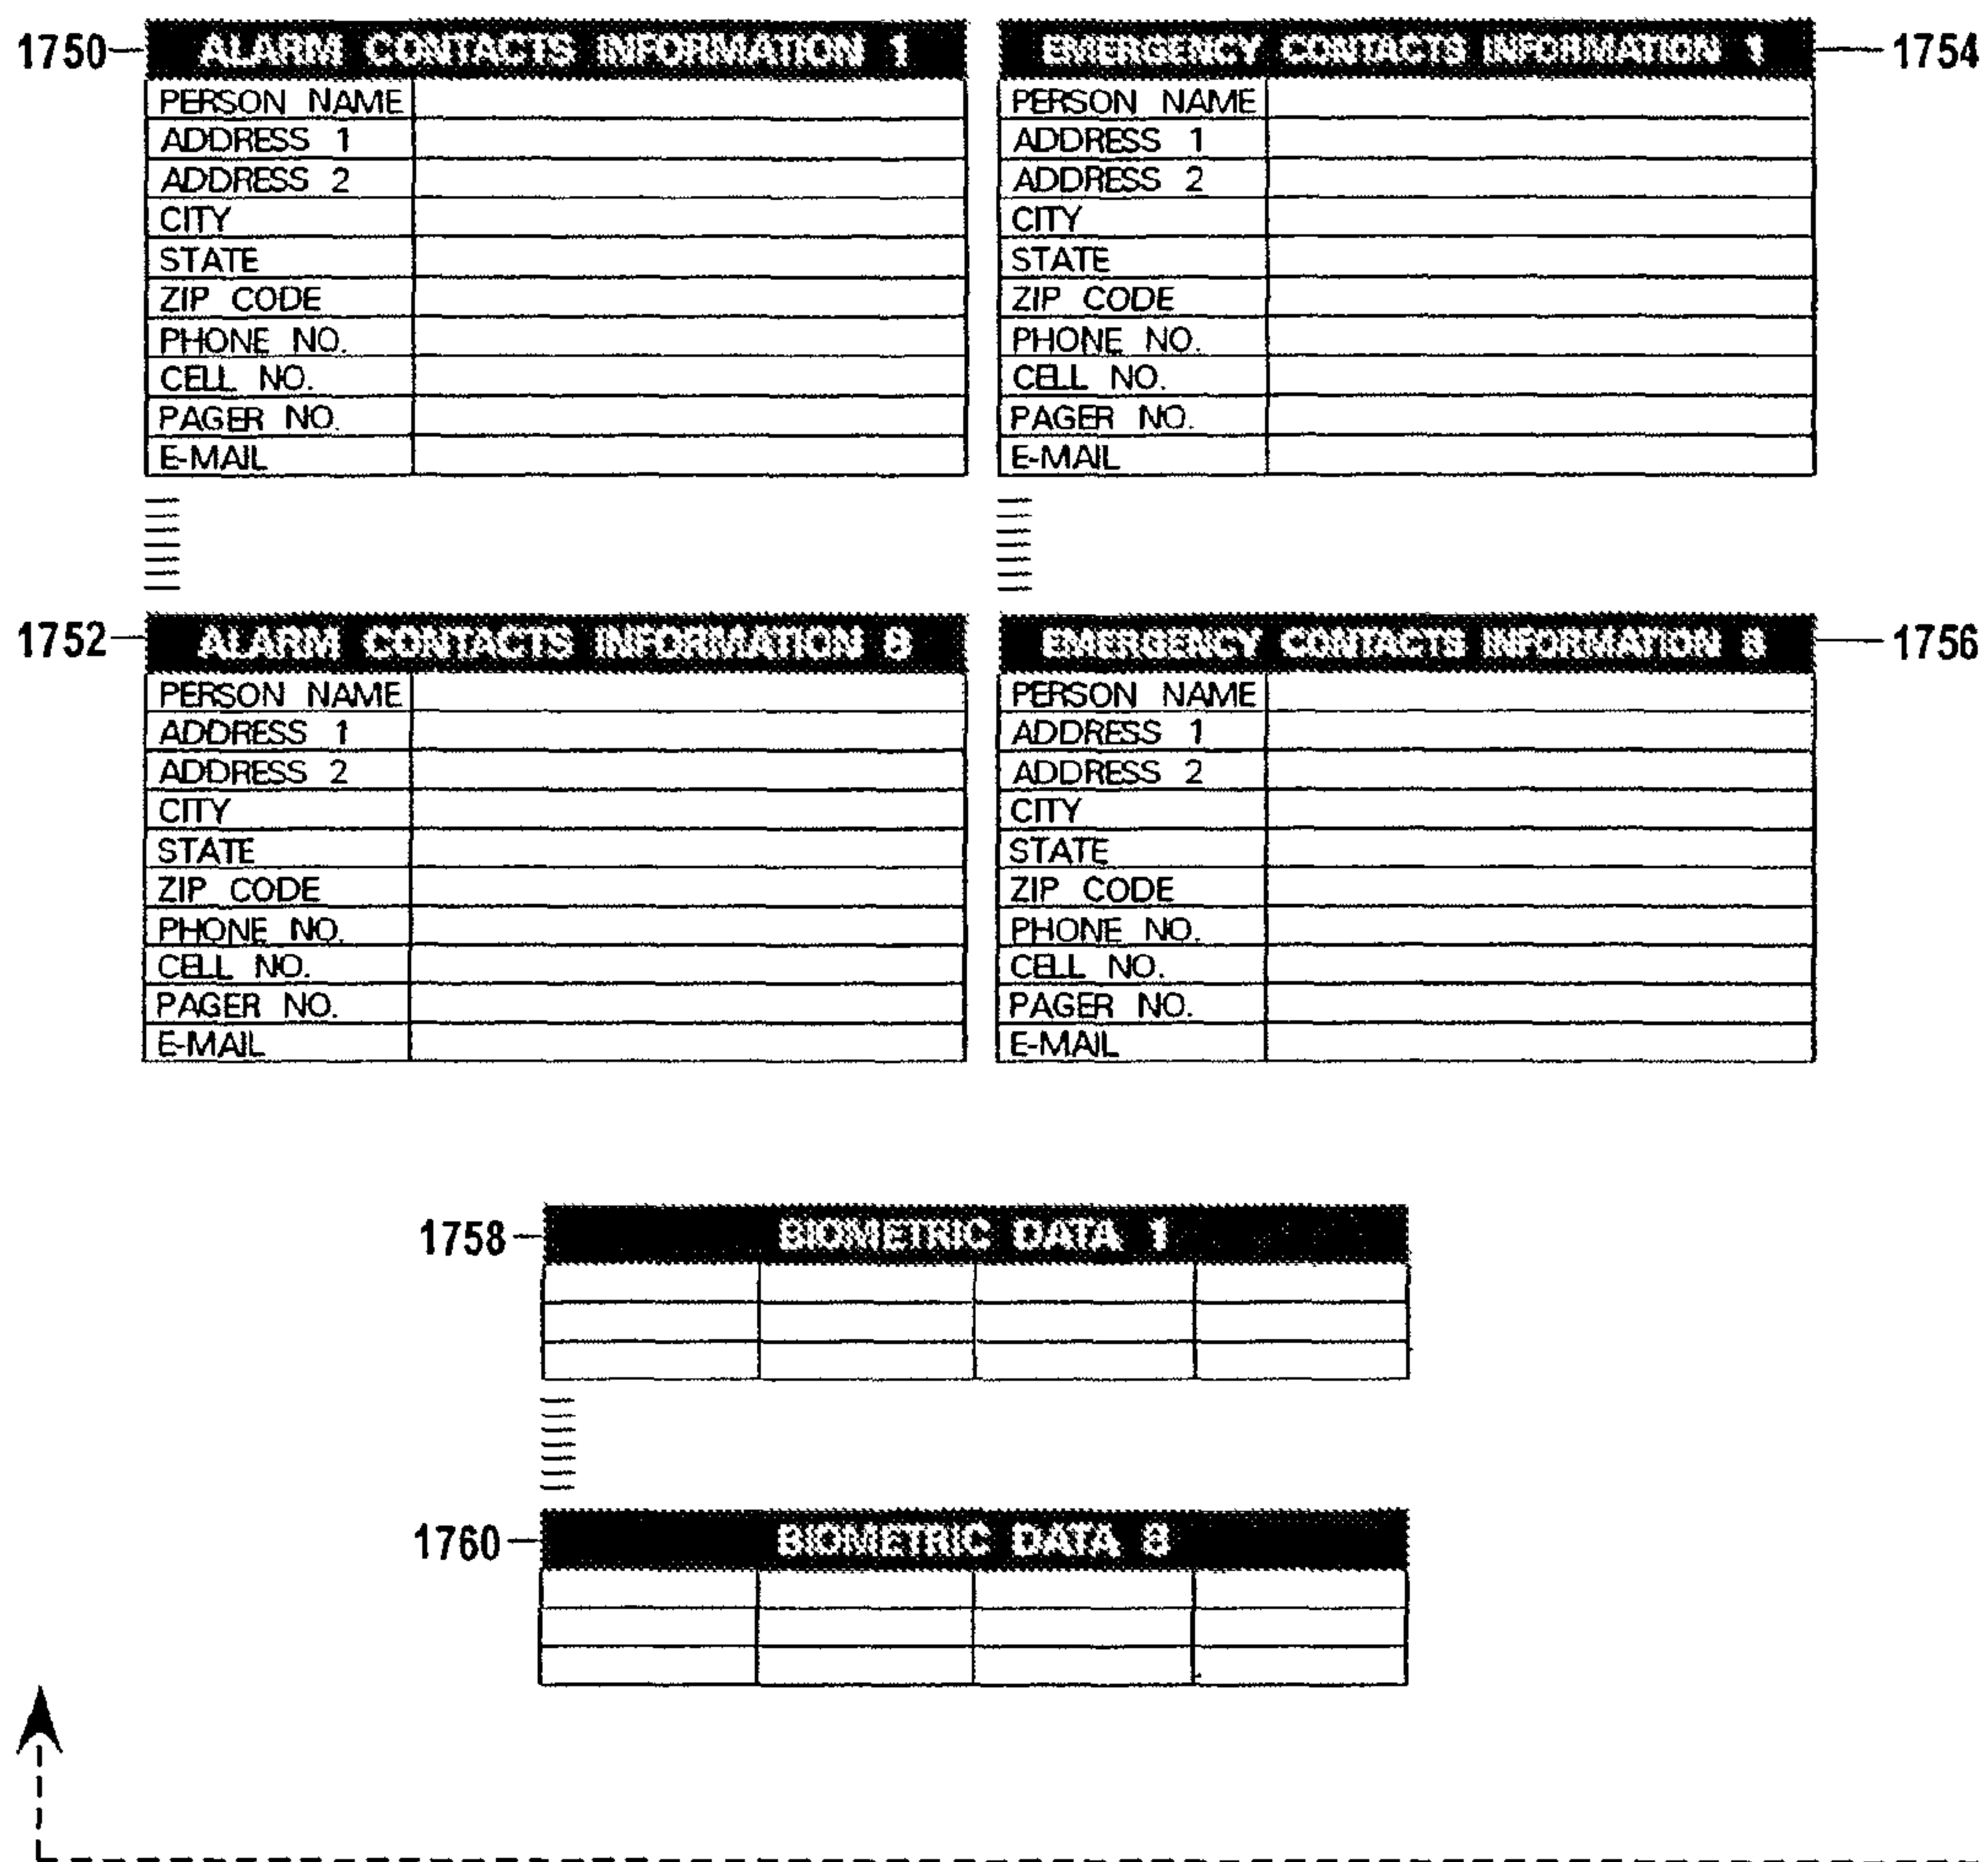 1750 ALARM CONTACTS INFORMATION 1
PERSON NAME
ADDRESS 1
ADDRESS 2
CITY
STATE
ZIP CODE
PHONE NO.
CELL NO.
PAGER NO.
E-MAIL
EMERGENCY CONTACTS INFORMATION 1 1754
PERSON NAME
ADDRESS 1
ADDRESS 2
CITY
STATE
ZIP CODE
PHONE NO.
CELL NO.
PAGER NO.
E-MAIL
1752 ALARM CONTACTS INFORMATION 8
PERSON NAME
ADDRESS 1
ADDRESS 2
CITY
STATE
ZIP CODE
PHONE NO.
CELL NO.
PAGER NO.
E-MAIL
EMERGENCY CONTACTS INFORMATION 8 1756
PERSON NAME
ADDRESS 1
ADDRESS 2
CITY
STATE
ZIP CODE
PHONE NO.
CELL NO.
PAGER NO.
E-MAIL
1758 BIOMETRIC DATA 1
1760 BIOMETRIC DATA 8